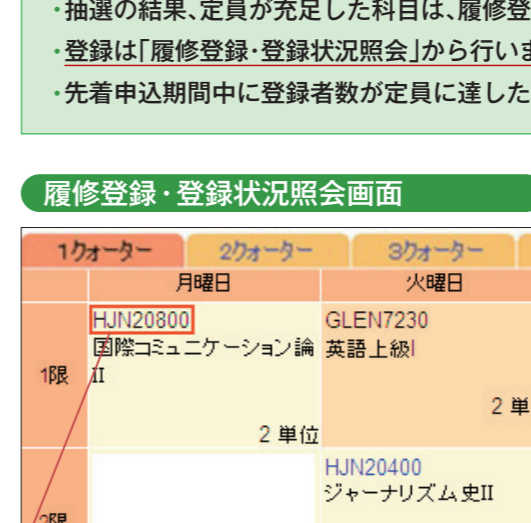 ・抽選の結果、定員が充足した科目は、履修登
・登録は「履修登録・登録状況照会」から行いま
・先着申込期間中に登録者数が定員に達した
履修登録・登録状況照会画面
1クォーター 2クォーター 3クォーター
月曜日 火曜日
HJN20800 GLEN7230
国際コミュニケーション論 英語上級I
1限 II
2 単
2 単位
HJN20400
ジャーナリズム史II
2限